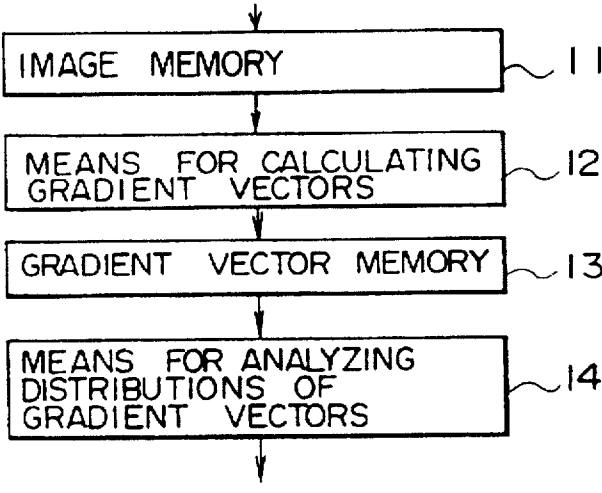 IMAGE MEMORY
11
MEANS FOR CALCULATING
GRADIENT VECTORS
12
GRADIENT VECTOR MEMORY
13
MEANS FOR ANALYZING
DISTRIBUTIONS OF
GRADIENT VECTORS
14